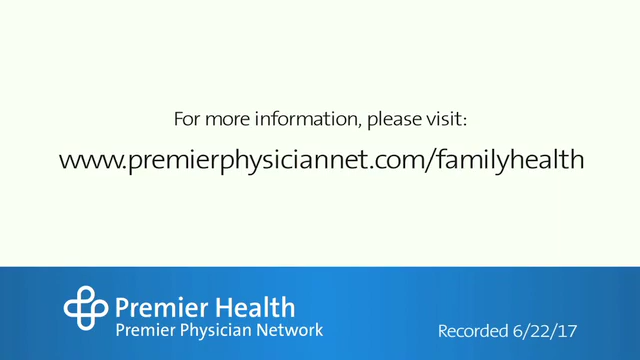 For more information, please visit:
www.premierphysiciannet.com/familyhealth
Premier Health
Premier Physician Network
Recorded 6/22/17